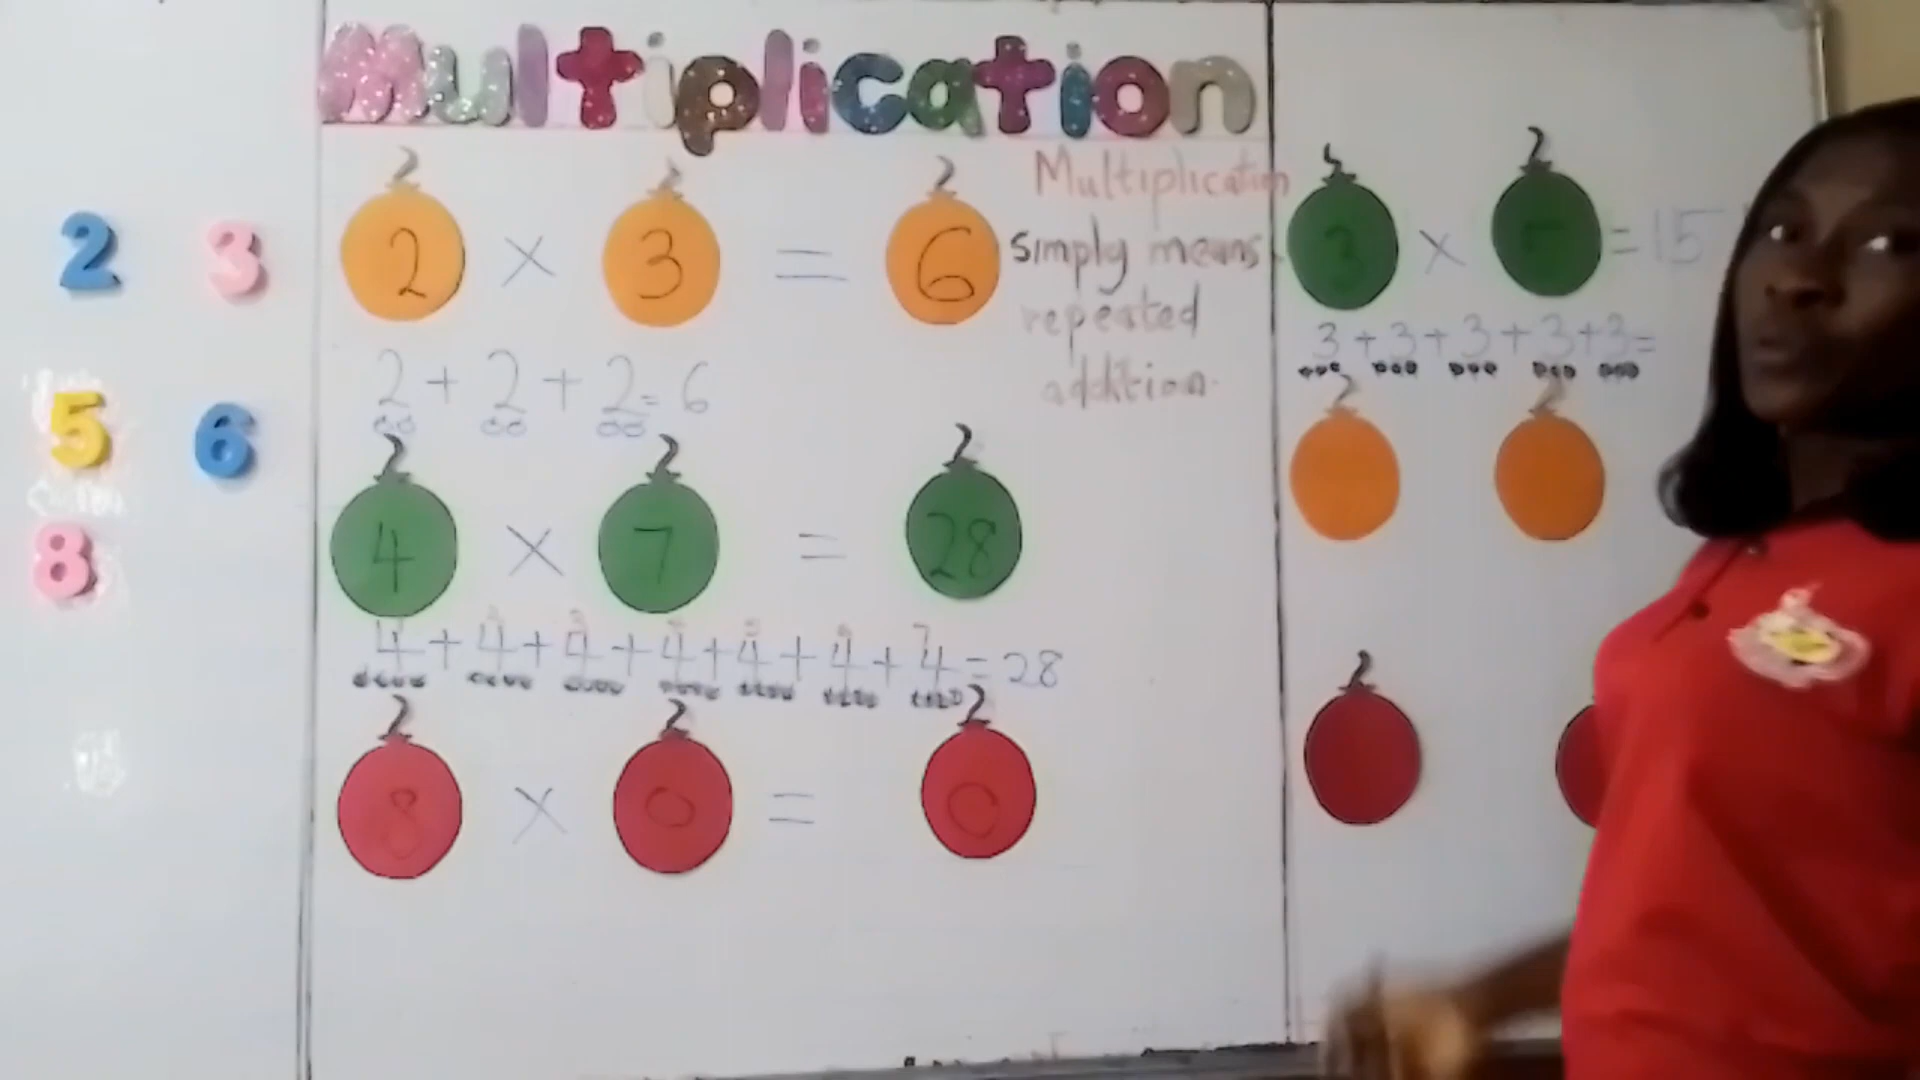 Multiplication
2 3
5 6
8
2 × 3 = 6
2 + 2 + 2 = 6
4 × 7 = 28
4 + 4 + 4 + 4 + 4 + 4 + 4 = 28
8 × 0 = 0
Multiplication
simply means
repeated
addition.
3 × 5 = 15
3 + 3 + 3 + 3 + 3 =